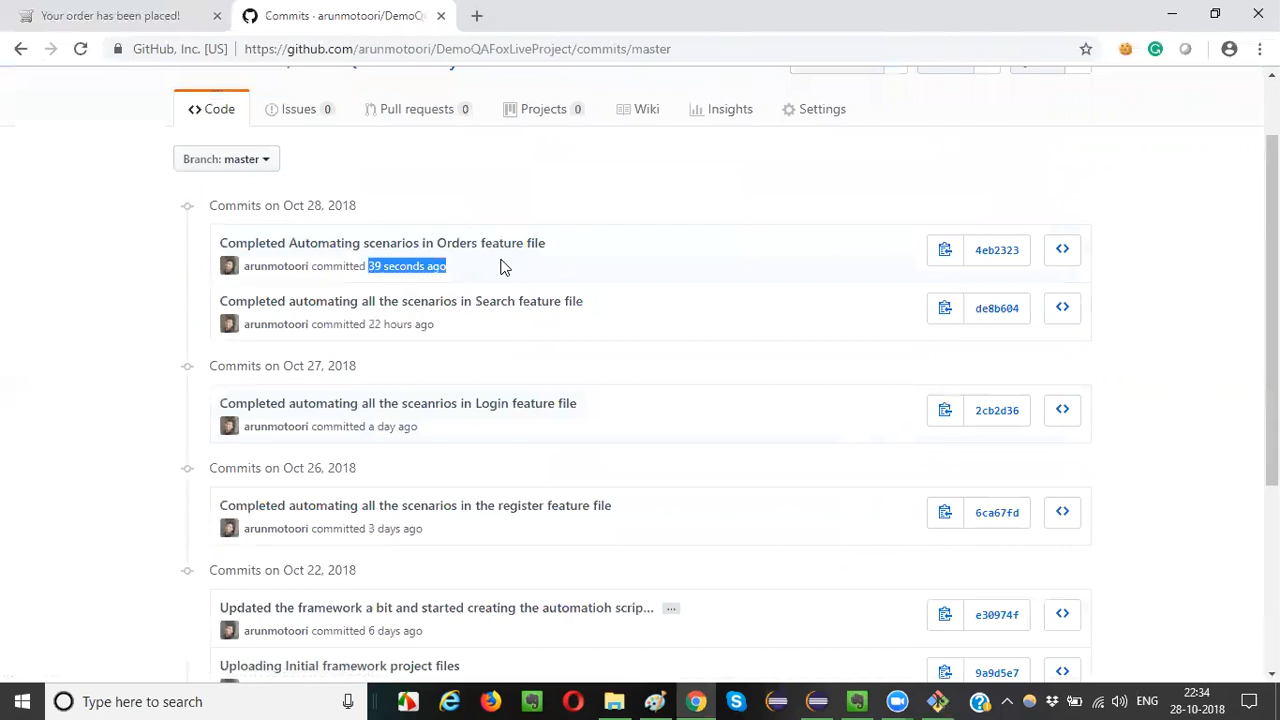 Your order has been placed!
Commits · arunmotoori/DemoQ
GitHub, Inc. [US]
https://github.com/arunmotoori/DemoQAFoxLiveProject/commits/master
Code
Issues 0
Pull requests 0
Projects 0
Wiki
Insights
Settings
Branch: master
Commits on Oct 28, 2018
Completed Automating scenarios in Orders feature file
arunmotoori committed 39 seconds ago
4eb2323
Completed automating all the scenarios in Search feature file
arunmotoori committed 22 hours ago
de8b604
Commits on Oct 27, 2018
Completed automating all the sceanrios in Login feature file
arunmotoori committed a day ago
2cb2d36
Commits on Oct 26, 2018
Completed automating all the scenarios in the register feature file
arunmotoori committed 3 days ago
6ca67fd
Commits on Oct 22, 2018
Updated the framework a bit and started creating the automatioh scrip... ...
arunmotoori committed 6 days ago
e30974f
Uploading Initial framework project files
9a9d5e7
Type here to search
ENG
22:34
28-10-2018